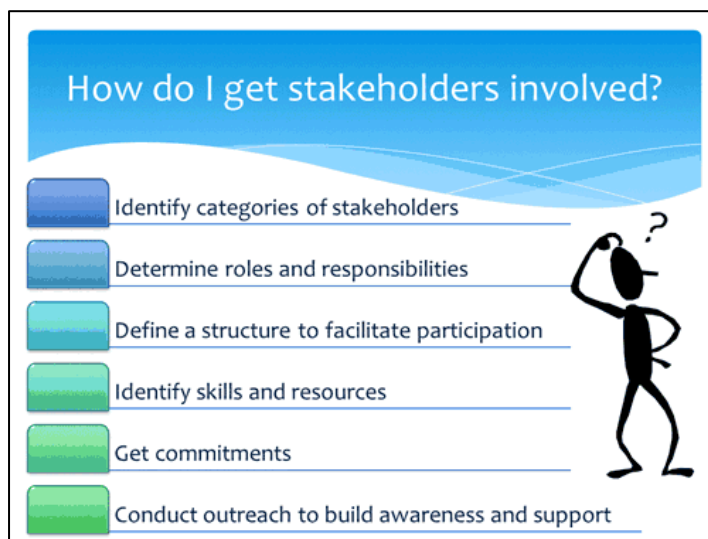 How do I get stakeholders involved?
Identify categories of stakeholders
?
Determine roles and responsibilities
Define a structure to facilitate participation
Identify skills and resources
Get commitments
Conduct outreach to build awareness and support